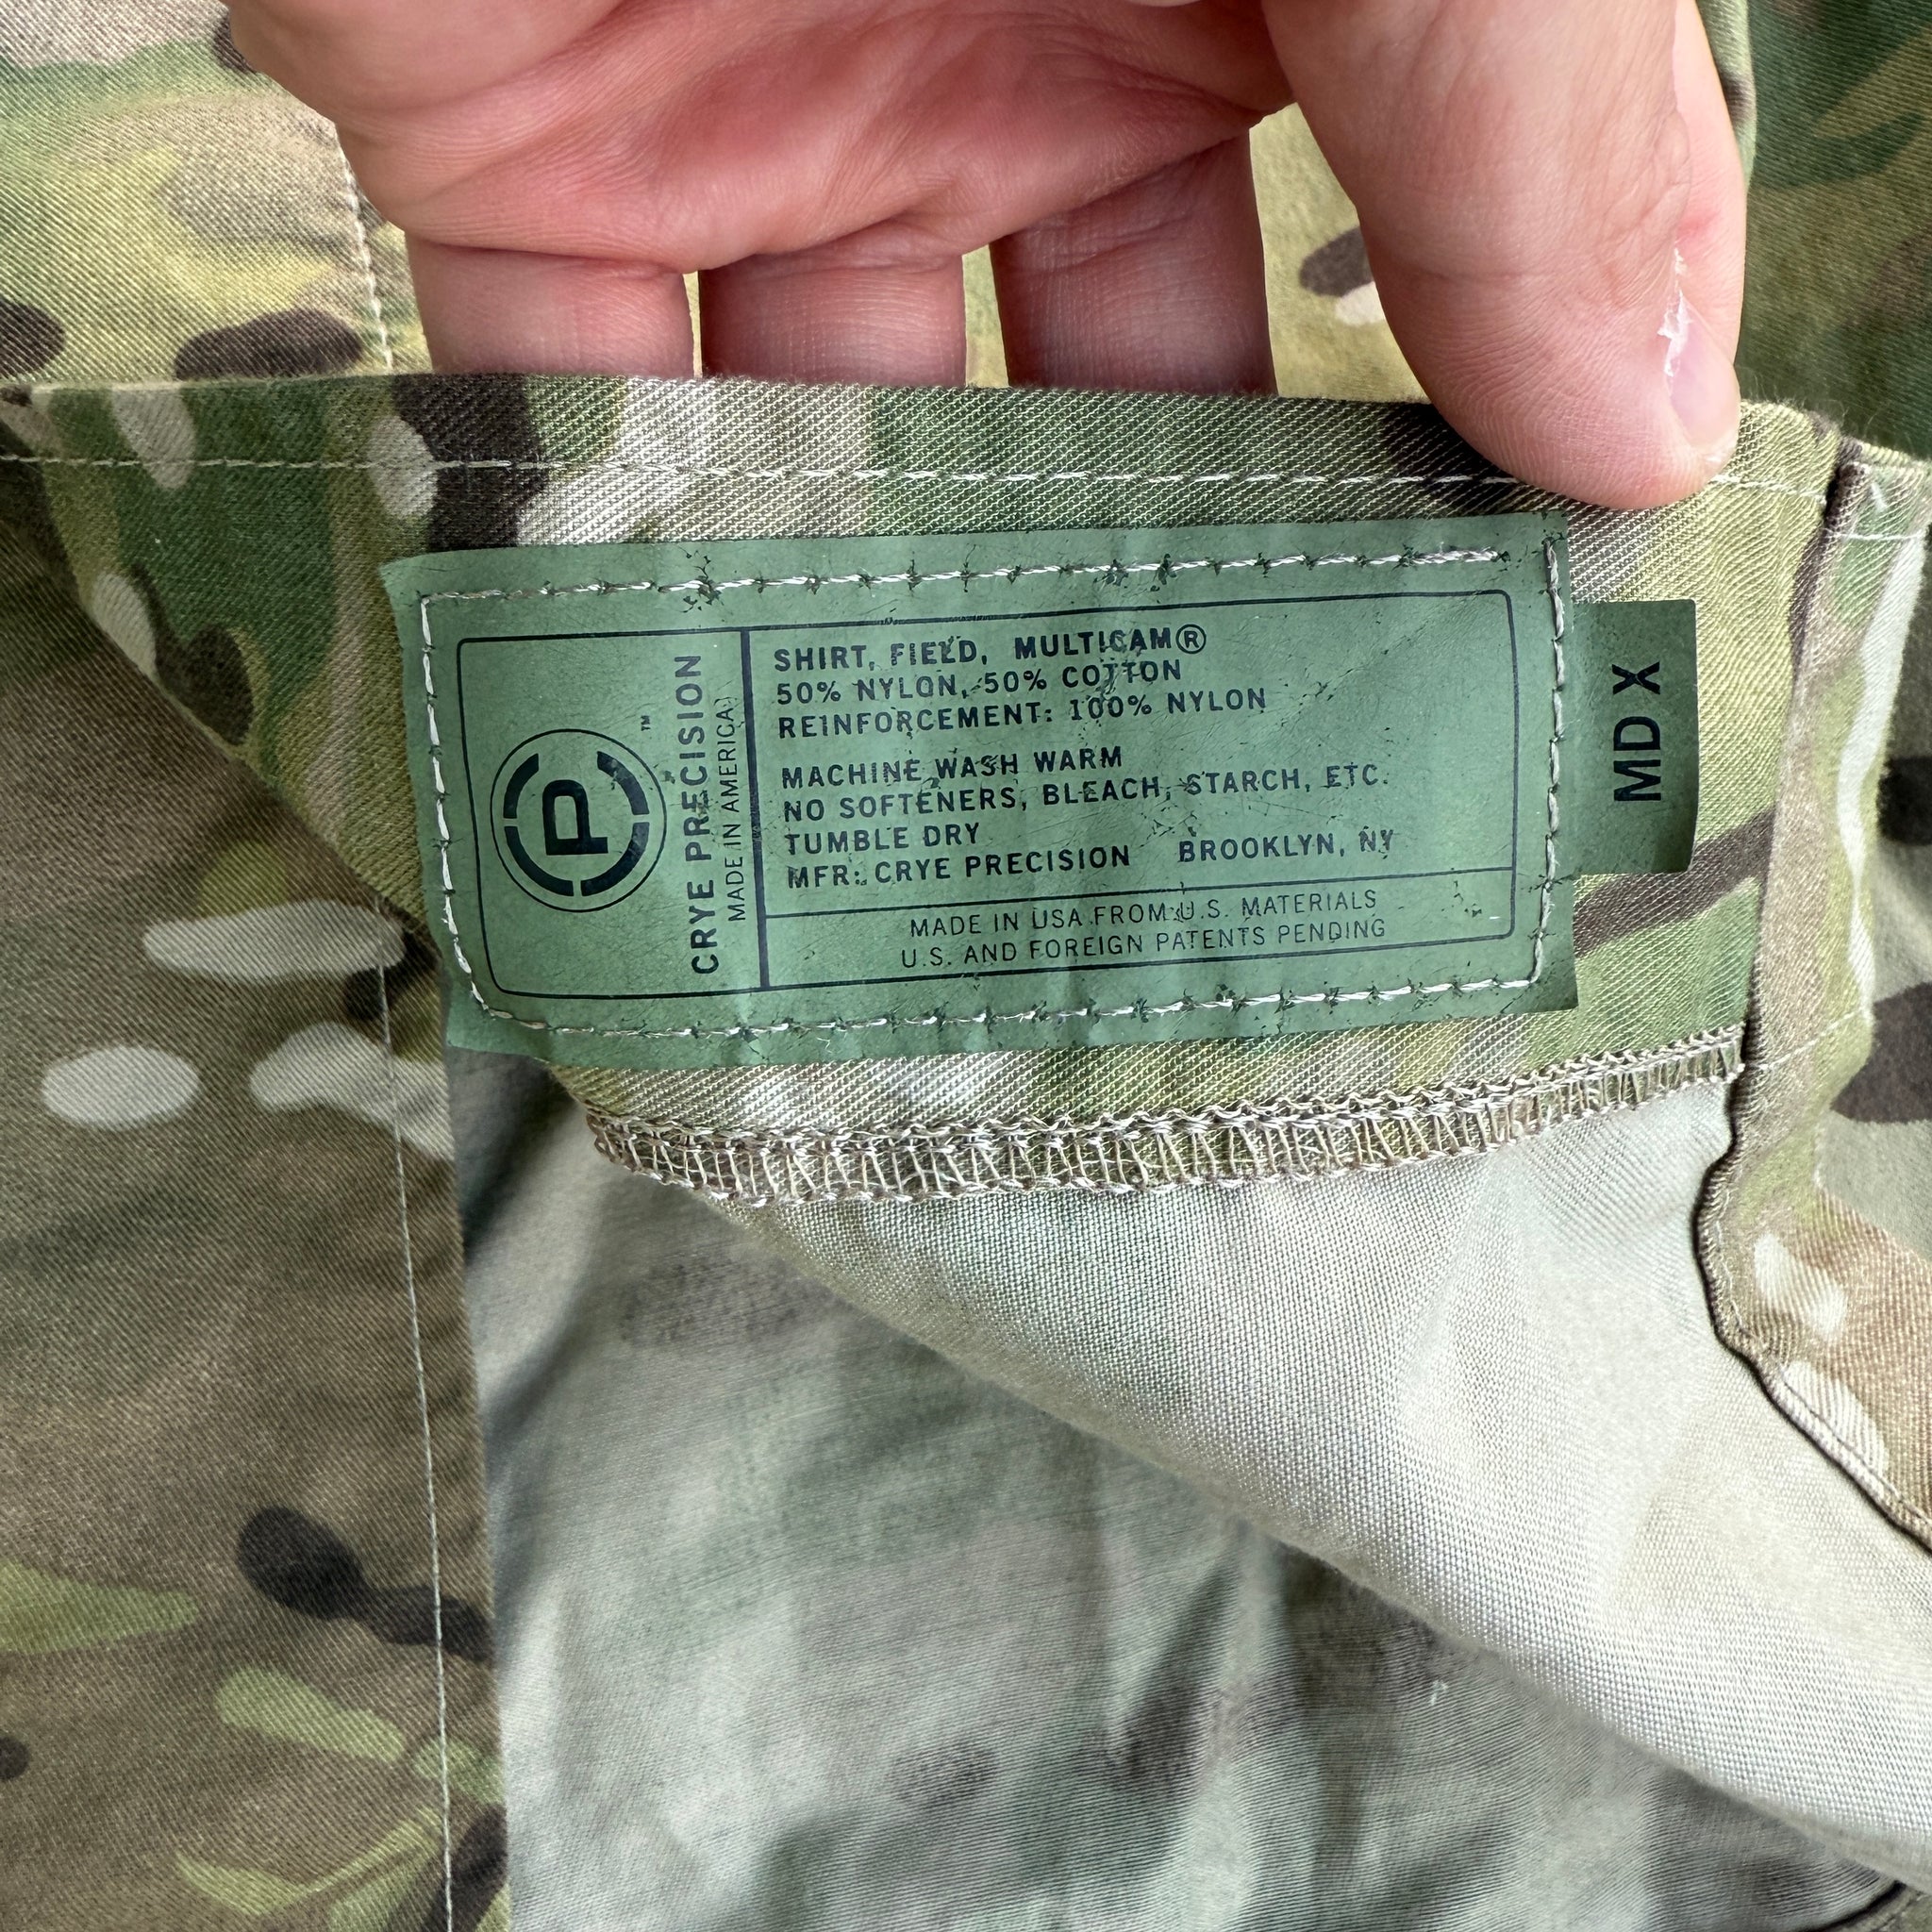 P
™
CRYE PRECISION
MADE IN AMERICA
SHIRT, FIELD, MULTICAM®
50% NYLON, 50% COTTON
REINFORCEMENT: 100% NYLON
MACHINE WASH WARM
NO SOFTENERS, BLEACH, STARCH, ETC.
TUMBLE DRY
MFR: CRYE PRECISION BROOKLYN, NY
MADE IN USA FROM U.S. MATERIALS
U.S. AND FOREIGN PATENTS PENDING
MD X